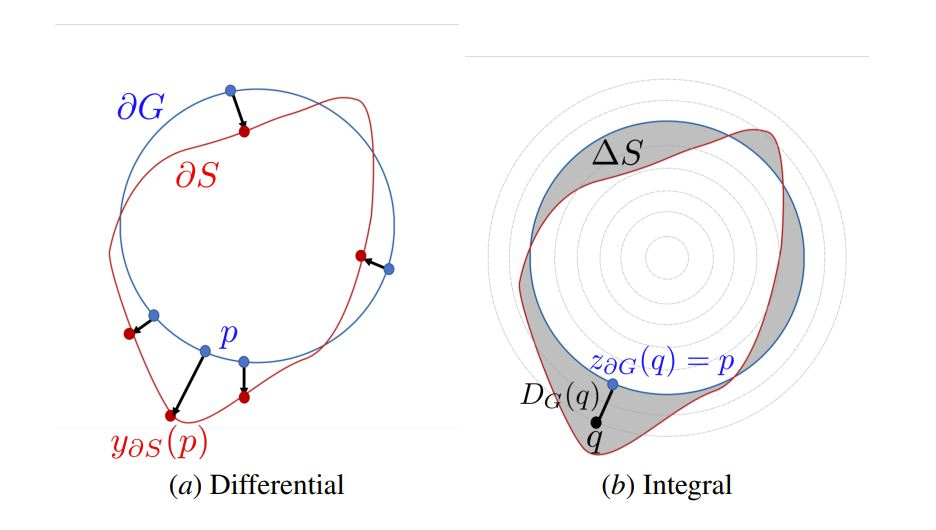 ∂G
∂S
p
y∂S(p)
(a) Differential
ΔS
z∂G(q) = p
DG(q)
q
(b) Integral